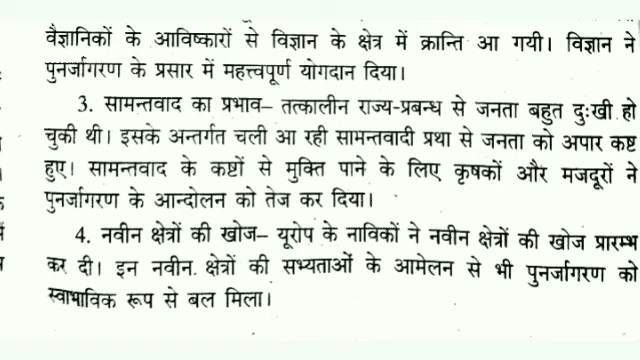 वैज्ञानिकों के आविष्कारों से विज्ञान के क्षेत्र में क्रान्ति आ गयी। विज्ञान ने
पुनर्जागरण के प्रसार में महत्त्वपूर्ण योगदान दिया।
3. सामन्तवाद का प्रभाव– तत्कालीन राज्य-प्रबन्ध से जनता बहुत दुःखी हो
चुकी थी। इसके अन्तर्गत चली आ रही सामन्तवादी प्रथा से जनता को अपार कष्ट
हुए। सामन्तवाद के कष्टों से मुक्ति पाने के लिए कृषकों और मजदूरों ने
पुनर्जागरण के आन्दोलन को तेज कर दिया।
4. नवीन क्षेत्रों की खोज– यूरोप के नाविकों ने नवीन क्षेत्रों की खोज प्रारम्भ
कर दी। इन नवीन क्षेत्रों की सभ्यताओं के आमेलन से भी पुनर्जागरण को
स्वाभाविक रूप से बल मिला।